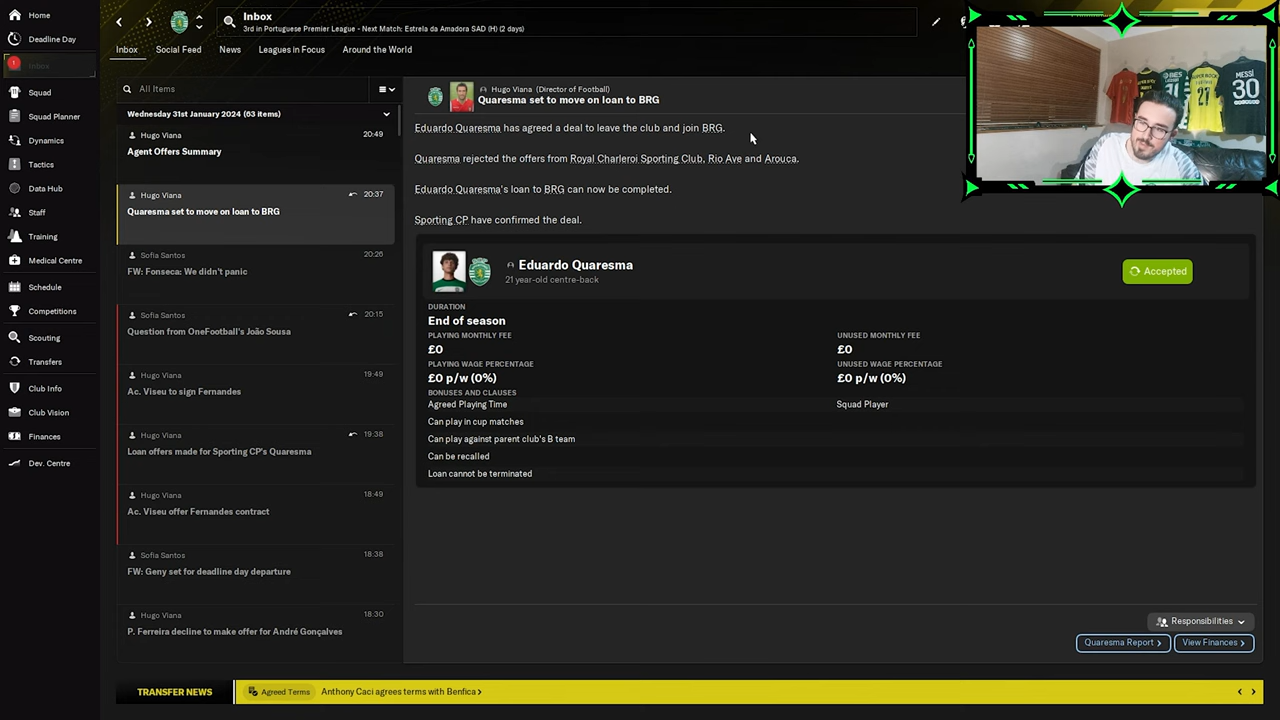 Home
Deadline Day
Inbox
Squad
Squad Planner
Dynamics
Tactics
Data Hub
Staff
Training
Medical Centre
Schedule
Competitions
Scouting
Transfers
Club Info
Club Vision
Finances
Dev. Centre
Inbox
3rd in Portuguese Premier League - Next Match: Estrela da Amadora SAD (H) (2 days)
Inbox
Social Feed
News
Leagues in Focus
Around the World
All Items
Wednesday 31st January 2024 (63 items)
Hugo Viana
20:49
Agent Offers Summary
Hugo Viana
20:37
Quaresma set to move on loan to BRG
Sofia Santos
20:26
FW: Fonseca: We didn't panic
Sofia Santos
20:15
Question from OneFootball's João Sousa
Hugo Viana
19:49
Ac. Viseu to sign Fernandes
Hugo Viana
19:38
Loan offers made for Sporting CP's Quaresma
Hugo Viana
18:49
Ac. Viseu offer Fernandes contract
Sofia Santos
18:38
FW: Geny set for deadline day departure
Hugo Viana
18:30
P. Ferreira decline to make offer for André Gonçalves
Hugo Viana (Director of Football)
Quaresma set to move on loan to BRG
Eduardo Quaresma has agreed a deal to leave the club and join BRG.
Quaresma rejected the offers from Royal Charleroi Sporting Club, Rio Ave and Arouca.
Eduardo Quaresma's loan to BRG can now be completed.
Sporting CP have confirmed the deal.
Eduardo Quaresma
21 year-old centre-back
Accepted
DURATION
End of season
PLAYING MONTHLY FEE
£0
UNUSED MONTHLY FEE
£0
PLAYING WAGE PERCENTAGE
£0 p/w (0%)
UNUSED WAGE PERCENTAGE
£0 p/w (0%)
BONUSES AND CLAUSES
Agreed Playing Time
Squad Player
Can play in cup matches
Can play against parent club's B team
Can be recalled
Loan cannot be terminated
Responsibilities
Quaresma Report
View Finances
TRANSFER NEWS
Agreed Terms
Anthony Caci agrees terms with Benfica
SUPER BOCK
27
MESSI
30